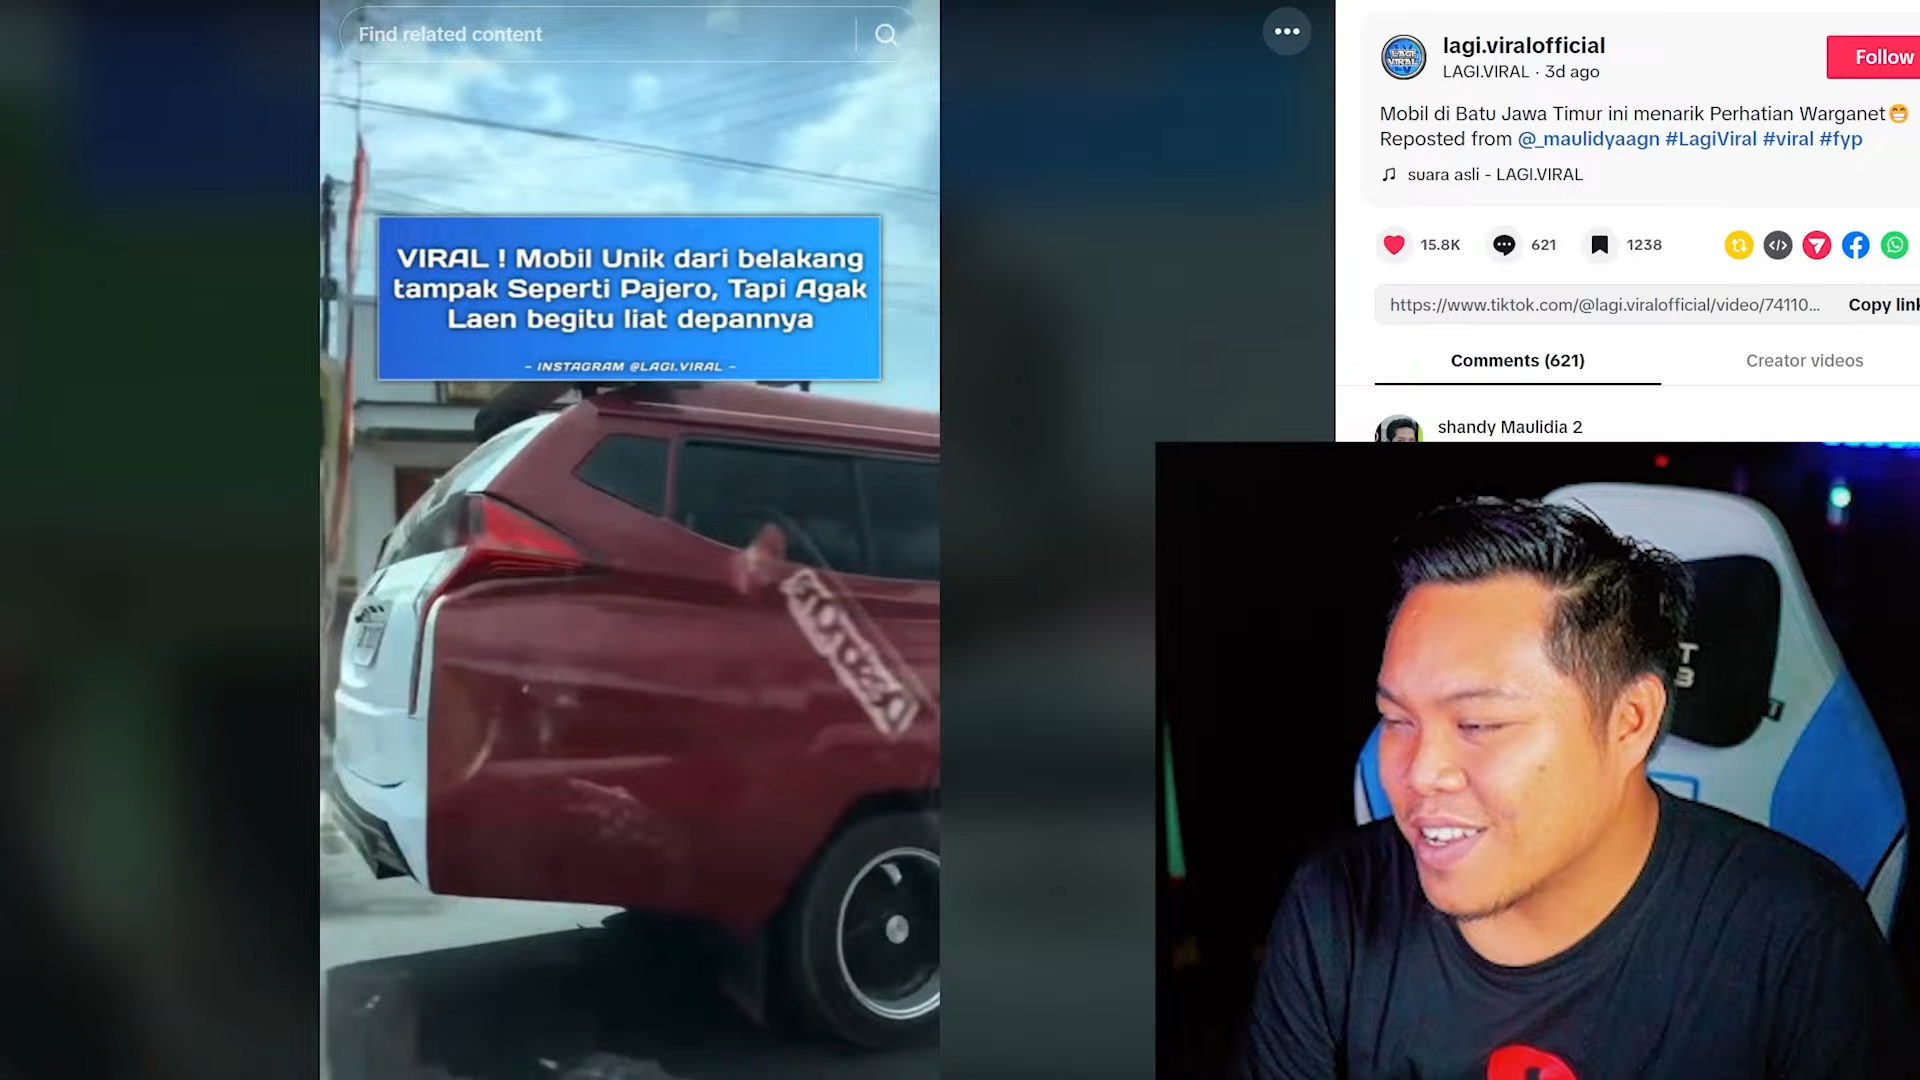 Find related content
VIRAL ! Mobil Unik dari belakang
tampak Seperti Pajero, Tapi Agak
Laen begitu liat depannya
- INSTAGRAM @LAGI.VIRAL -
LAGI
VIRAL
lagi.viralofficial
LAGI.VIRAL · 3d ago
Follow
Mobil di Batu Jawa Timur ini menarik Perhatian Warganet😁
Reposted from @_maulidyaagn #LagiViral #viral #fyp
suara asli - LAGI.VIRAL
15.8K
621
1238
https://www.tiktok.com/@lagi.viralofficial/video/74110...
Copy link
Comments (621)
Creator videos
shandy Maulidia 2
T
3